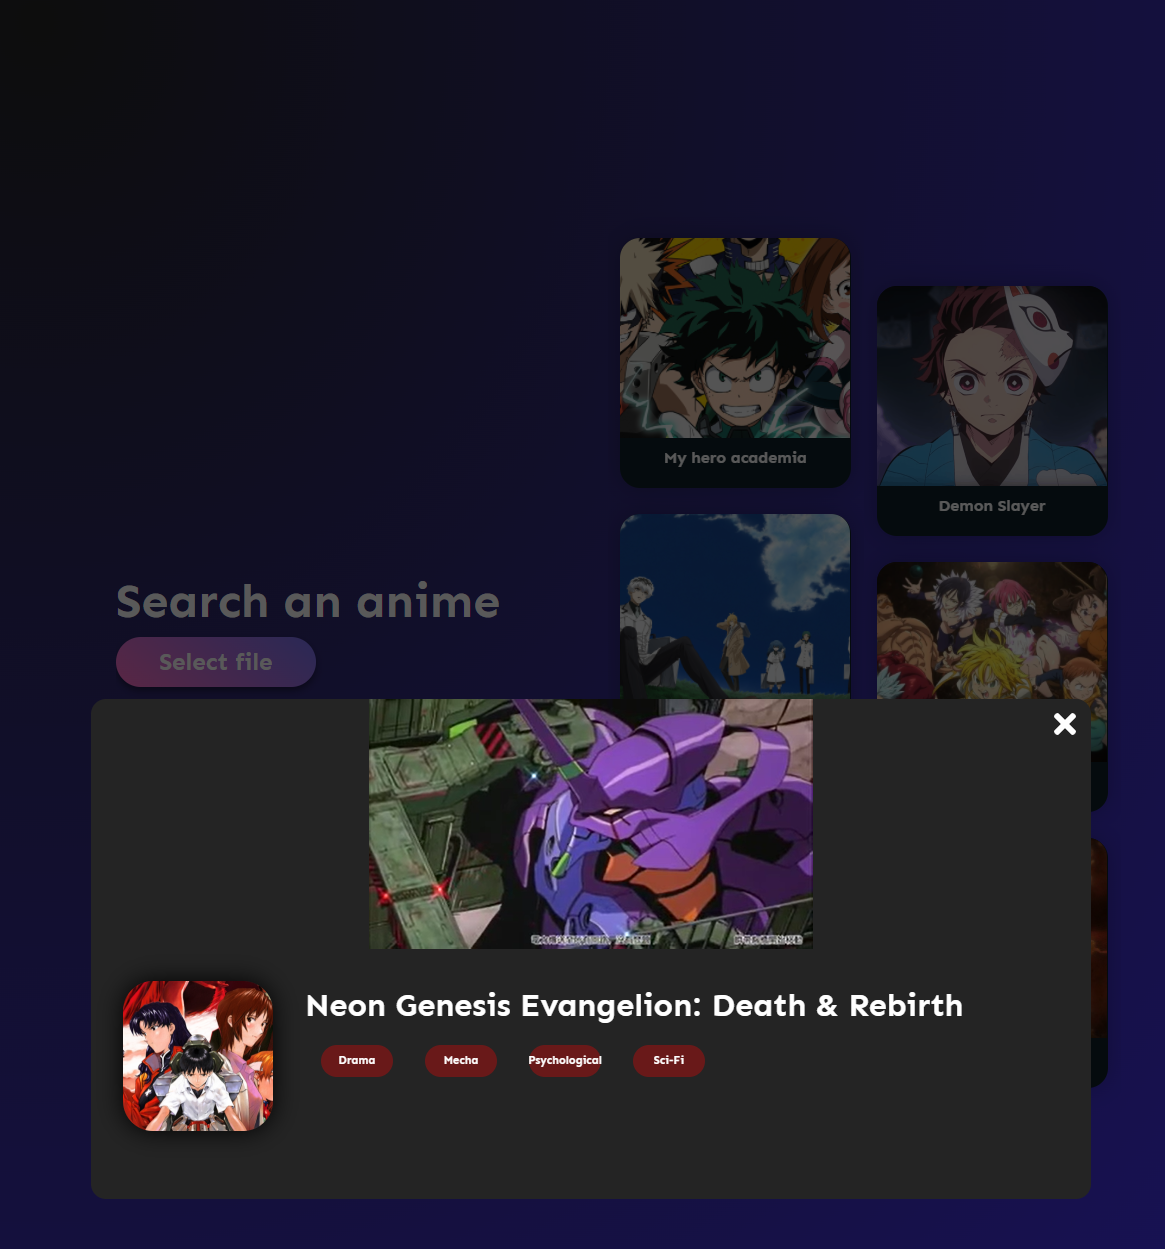 My hero academia
Demon Slayer
Search an anime
Select file
Neon Genesis Evangelion: Death & Rebirth
Drama
Mecha
Psychological
Sci-Fi